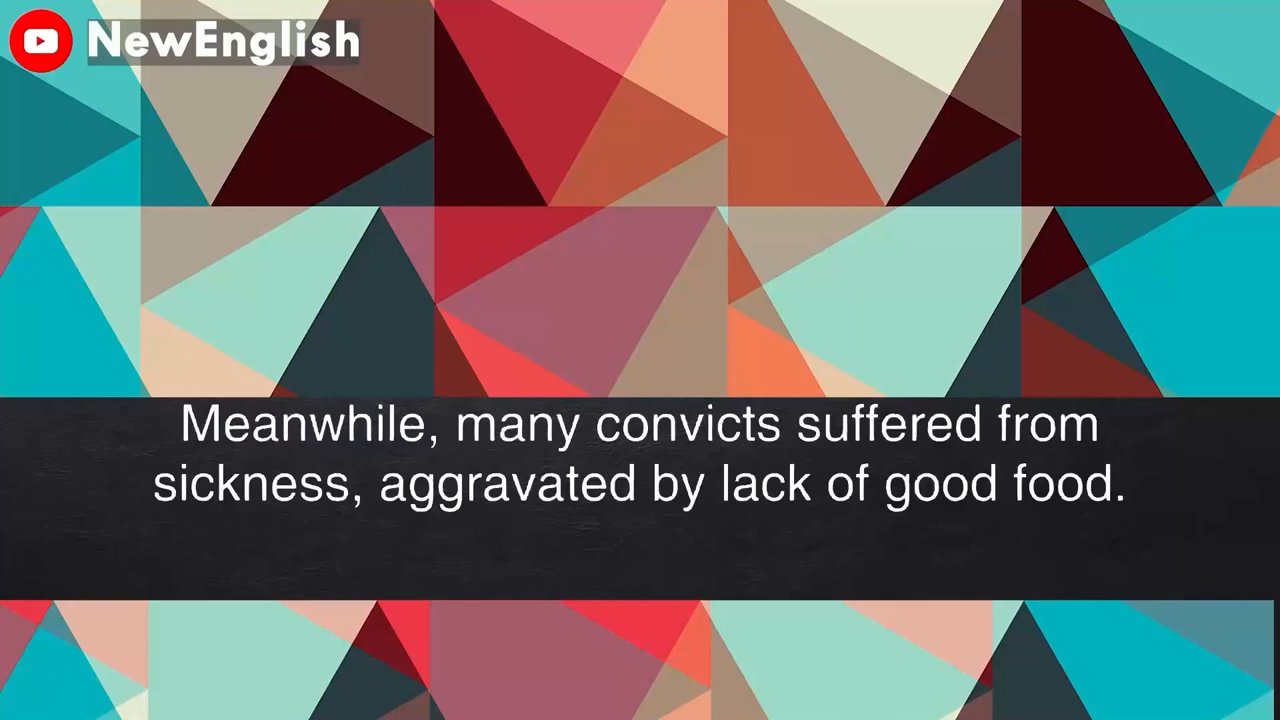 NewEnglish
Meanwhile, many convicts suffered from
sickness, aggravated by lack of good food.